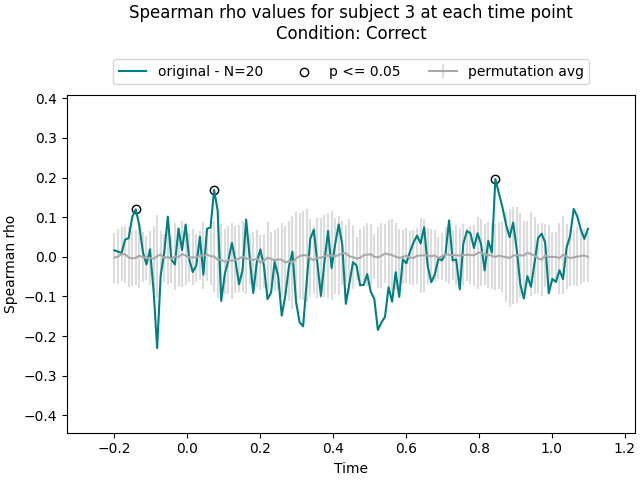 Spearman rho values for subject 3 at each time point
Condition: Correct
original - N=20
p <= 0.05
permutation avg
0.4
0.3
0.2
0.1
0.0
−0.1
−0.2
−0.3
−0.4
Spearman rho
−0.2
0.0
0.2
0.4
0.6
0.8
1.0
1.2
Time